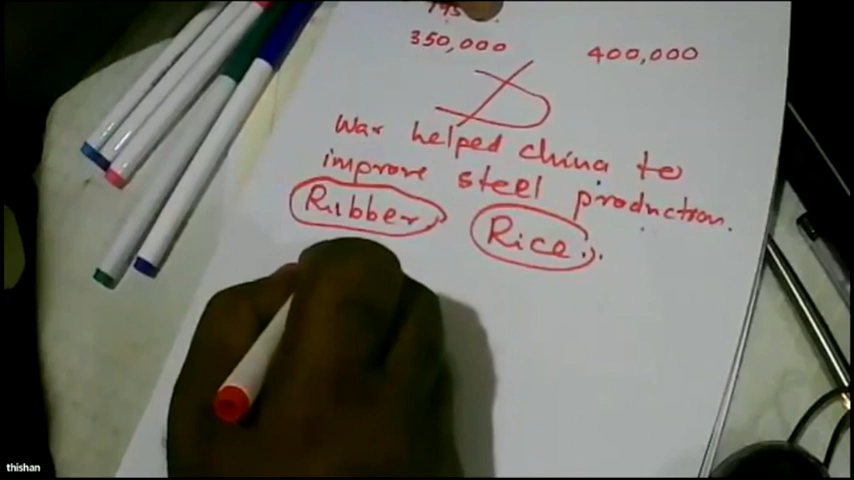 350,000 400,000
War helped china to
improve steel production.
Rubber Rice
thishan